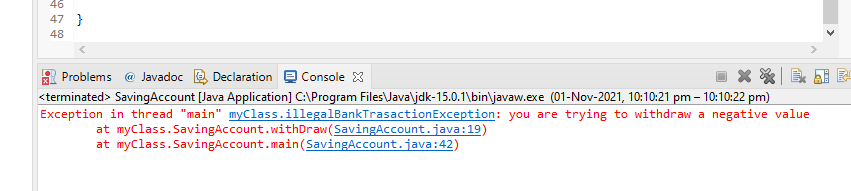 46
47 }
48
Problems @ Javadoc Declaration Console
<terminated> SavingAccount [Java Application] C:\Program Files\Java\jdk-15.0.1\bin\javaw.exe (01-Nov-2021, 10:10:21 pm – 10:10:22 pm)
Exception in thread "main" myClass.illegalBankTrasactionException: you are trying to withdraw a negative value
at myClass.SavingAccount.withDraw(SavingAccount.java:19)
at myClass.SavingAccount.main(SavingAccount.java:42)